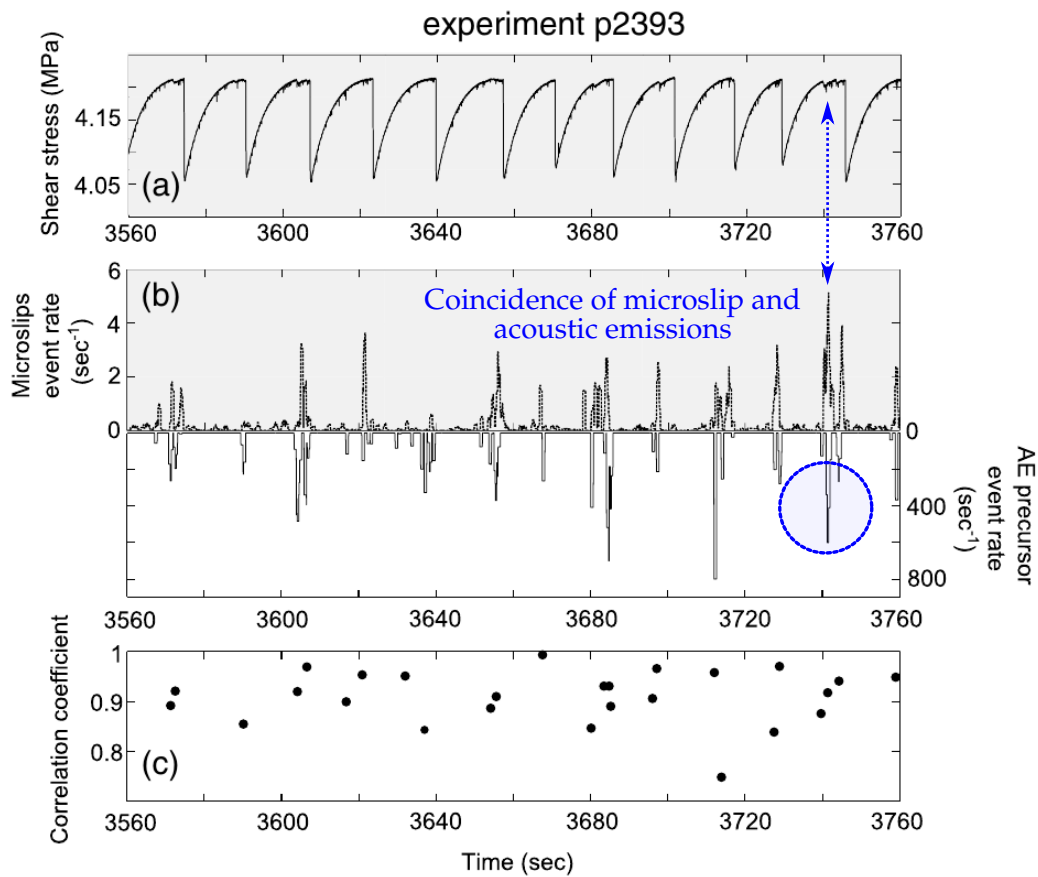 experiment p2393
Shear stress (MPa)
4.15
4.05
(a)
3560 3600 3640 3680 3720 3760
Microslips
event rate
(sec-1)
6
4
2
0
(b)
Coincidence of microslip and
acoustic emissions
0
400
800
AE precursor
event rate
(sec-1)
3560 3600 3640 3680 3720 3760
Correlation coefficient
1
0.9
0.8
(c)
3560 3600 3640 3680 3720 3760
Time (sec)